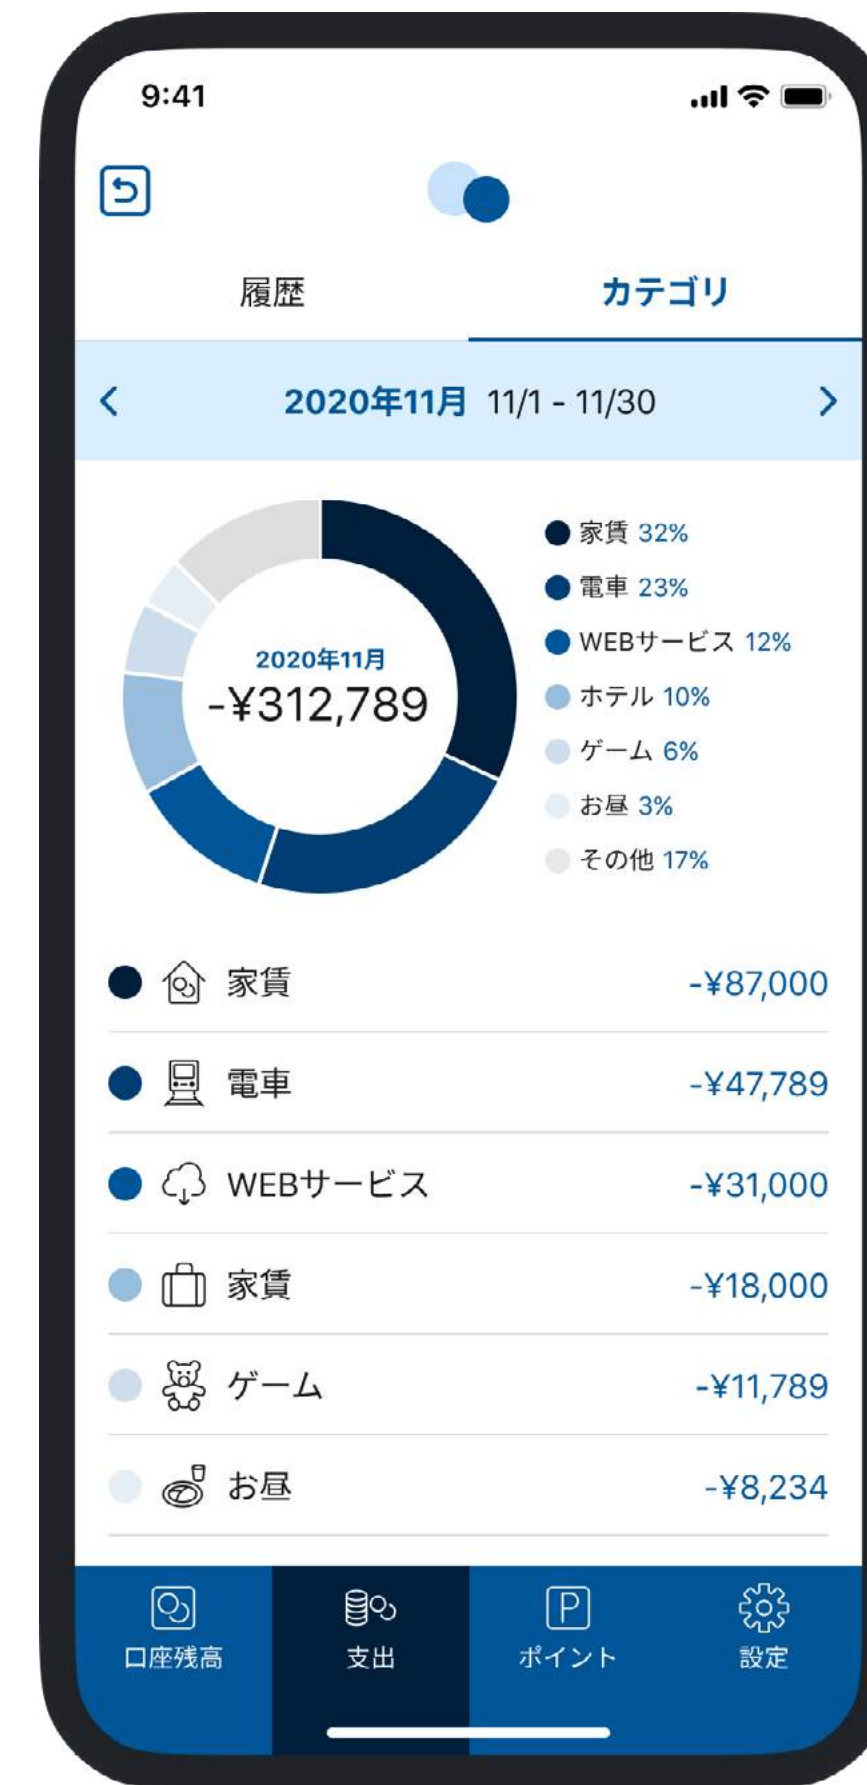 9:41
履歴 カテゴリ
2020年11月 11/1 - 11/30
2020年11月
-¥312,789
家賃 32%
電車 23%
WEBサービス 12%
ホテル 10%
ゲーム 6%
お昼 3%
その他 17%
家賃 -¥87,000
電車 -¥47,789
WEBサービス -¥31,000
家賃 -¥18,000
ゲーム -¥11,789
お昼 -¥8,234
P
口座残高 支出 ポイント 設定